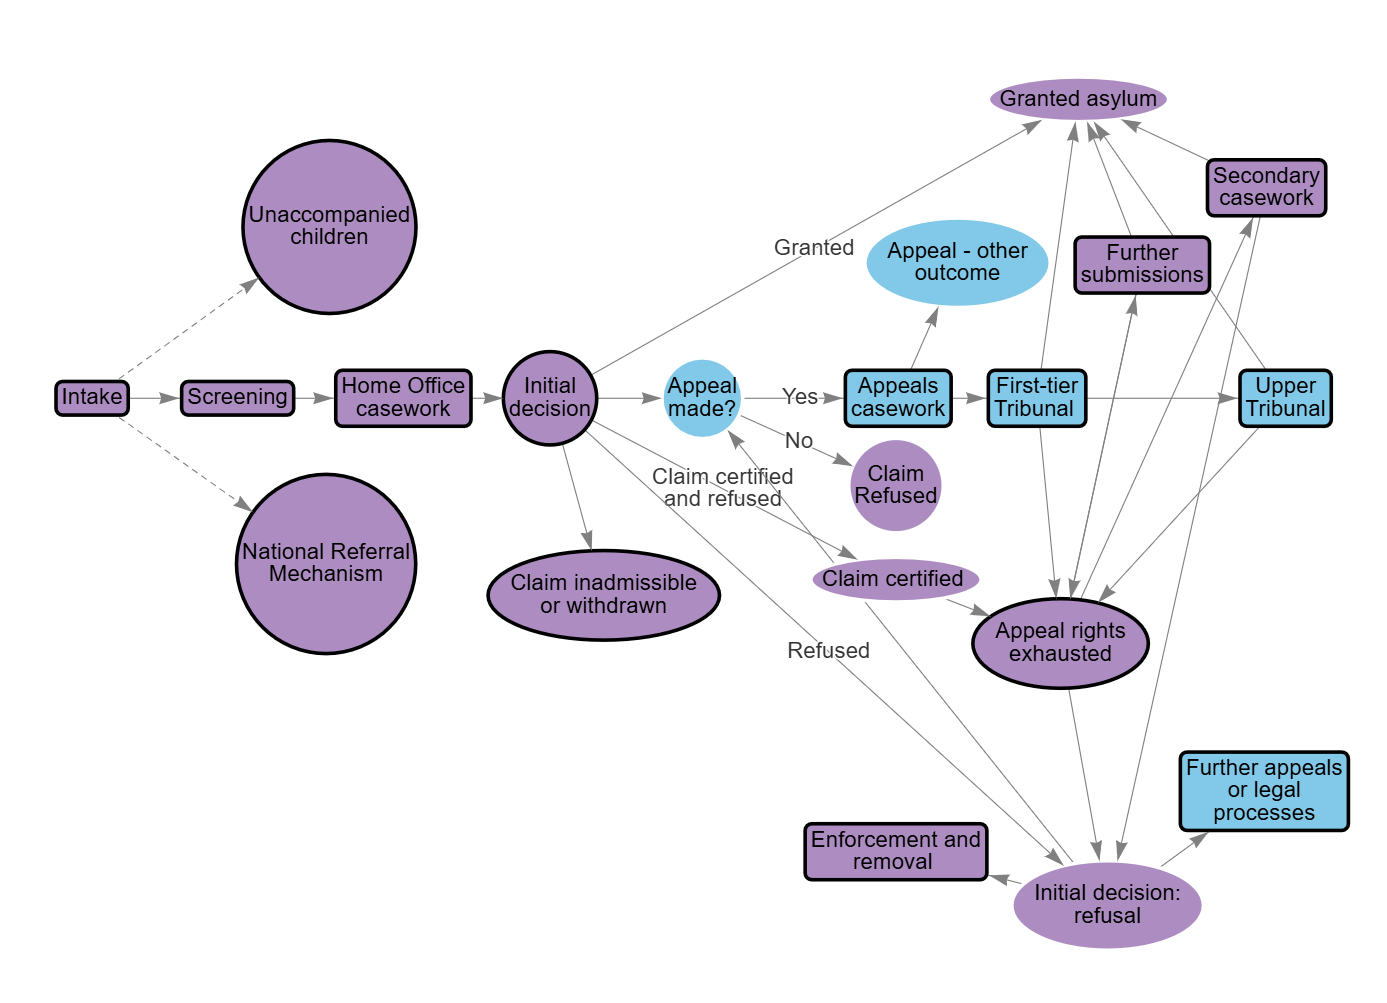 Granted asylum
Secondary
casework
Unaccompanied
children
Granted
Appeal - other
outcome
Further
submissions
Intake
Screening
Home Office
casework
Initial
decision
Appeal
made?
Yes
Appeals
casework
First-tier
Tribunal
Upper
Tribunal
No
Claim
Refused
Claim certified
and refused
National Referral
Mechanism
Claim inadmissible
or withdrawn
Claim certified
Appeal rights
exhausted
Refused
Further appeals
or legal
processes
Enforcement and
removal
Initial decision:
refusal